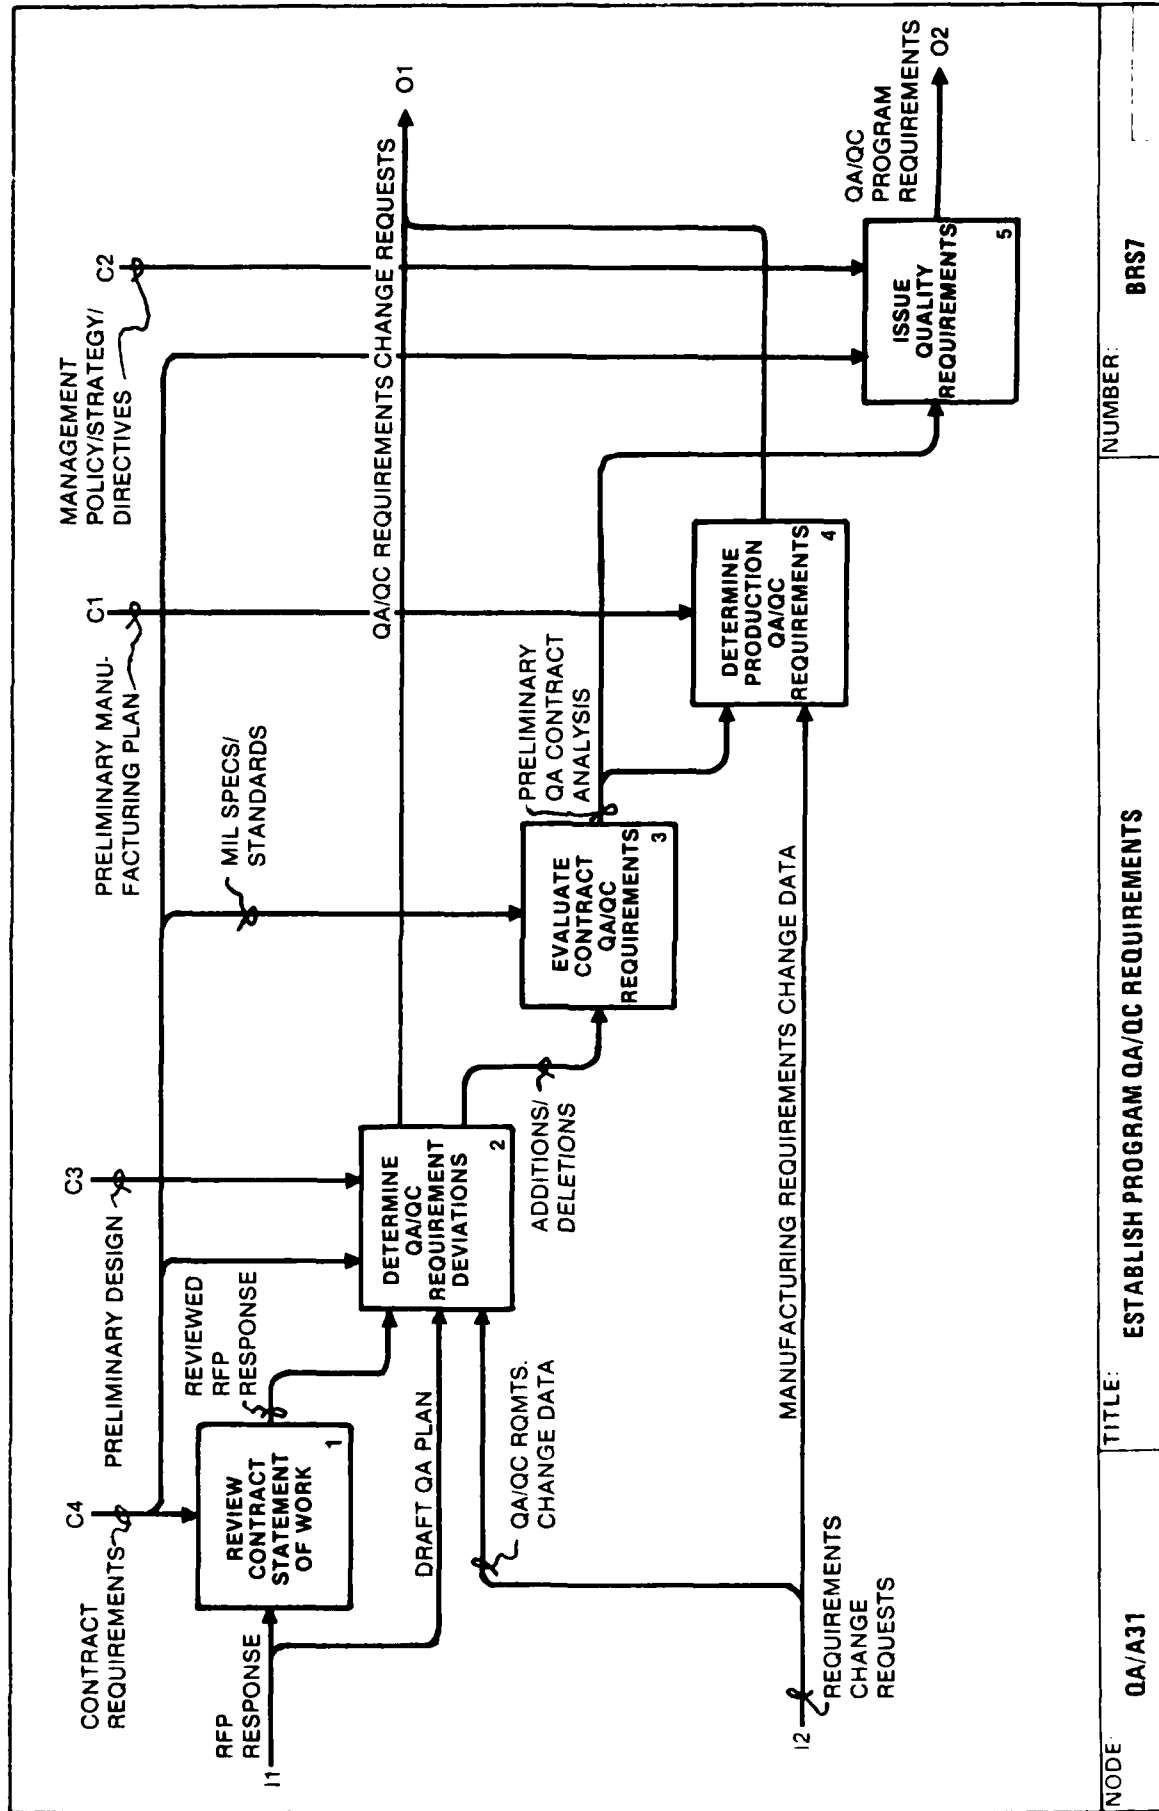 C4
C3
C1
C2
CONTRACT
REQUIREMENTS
PRELIMINARY DESIGN
PRELIMINARY MANU-
FACTURING PLAN
MANAGEMENT
POLICY/STRATEGY/
DIRECTIVES
MIL SPECS/
STANDARDS
RFP
RESPONSE
I1
REVIEW
CONTRACT
STATEMENT
OF WORK
1
REVIEWED
RFP
RESPONSE
DRAFT QA PLAN
QA/QC RQMTS.
CHANGE DATA
DETERMINE
QA/QC
REQUIREMENT
DEVIATIONS
2
QA/QC REQUIREMENTS CHANGE REQUESTS
O1
ADDITIONS/
DELETIONS
EVALUATE
CONTRACT
QA/QC
REQUIREMENTS
3
PRELIMINARY
QA CONTRACT
ANALYSIS
DETERMINE
PRODUCTION
QA/QC
REQUIREMENTS
4
ISSUE
QUALITY
REQUIREMENTS
5
QA/QC
PROGRAM
REQUIREMENTS
O2
I2
REQUIREMENTS
CHANGE
REQUESTS
MANUFACTURING REQUIREMENTS CHANGE DATA
NODE: QA/A31
TITLE: ESTABLISH PROGRAM QA/QC REQUIREMENTS
NUMBER: BRS7